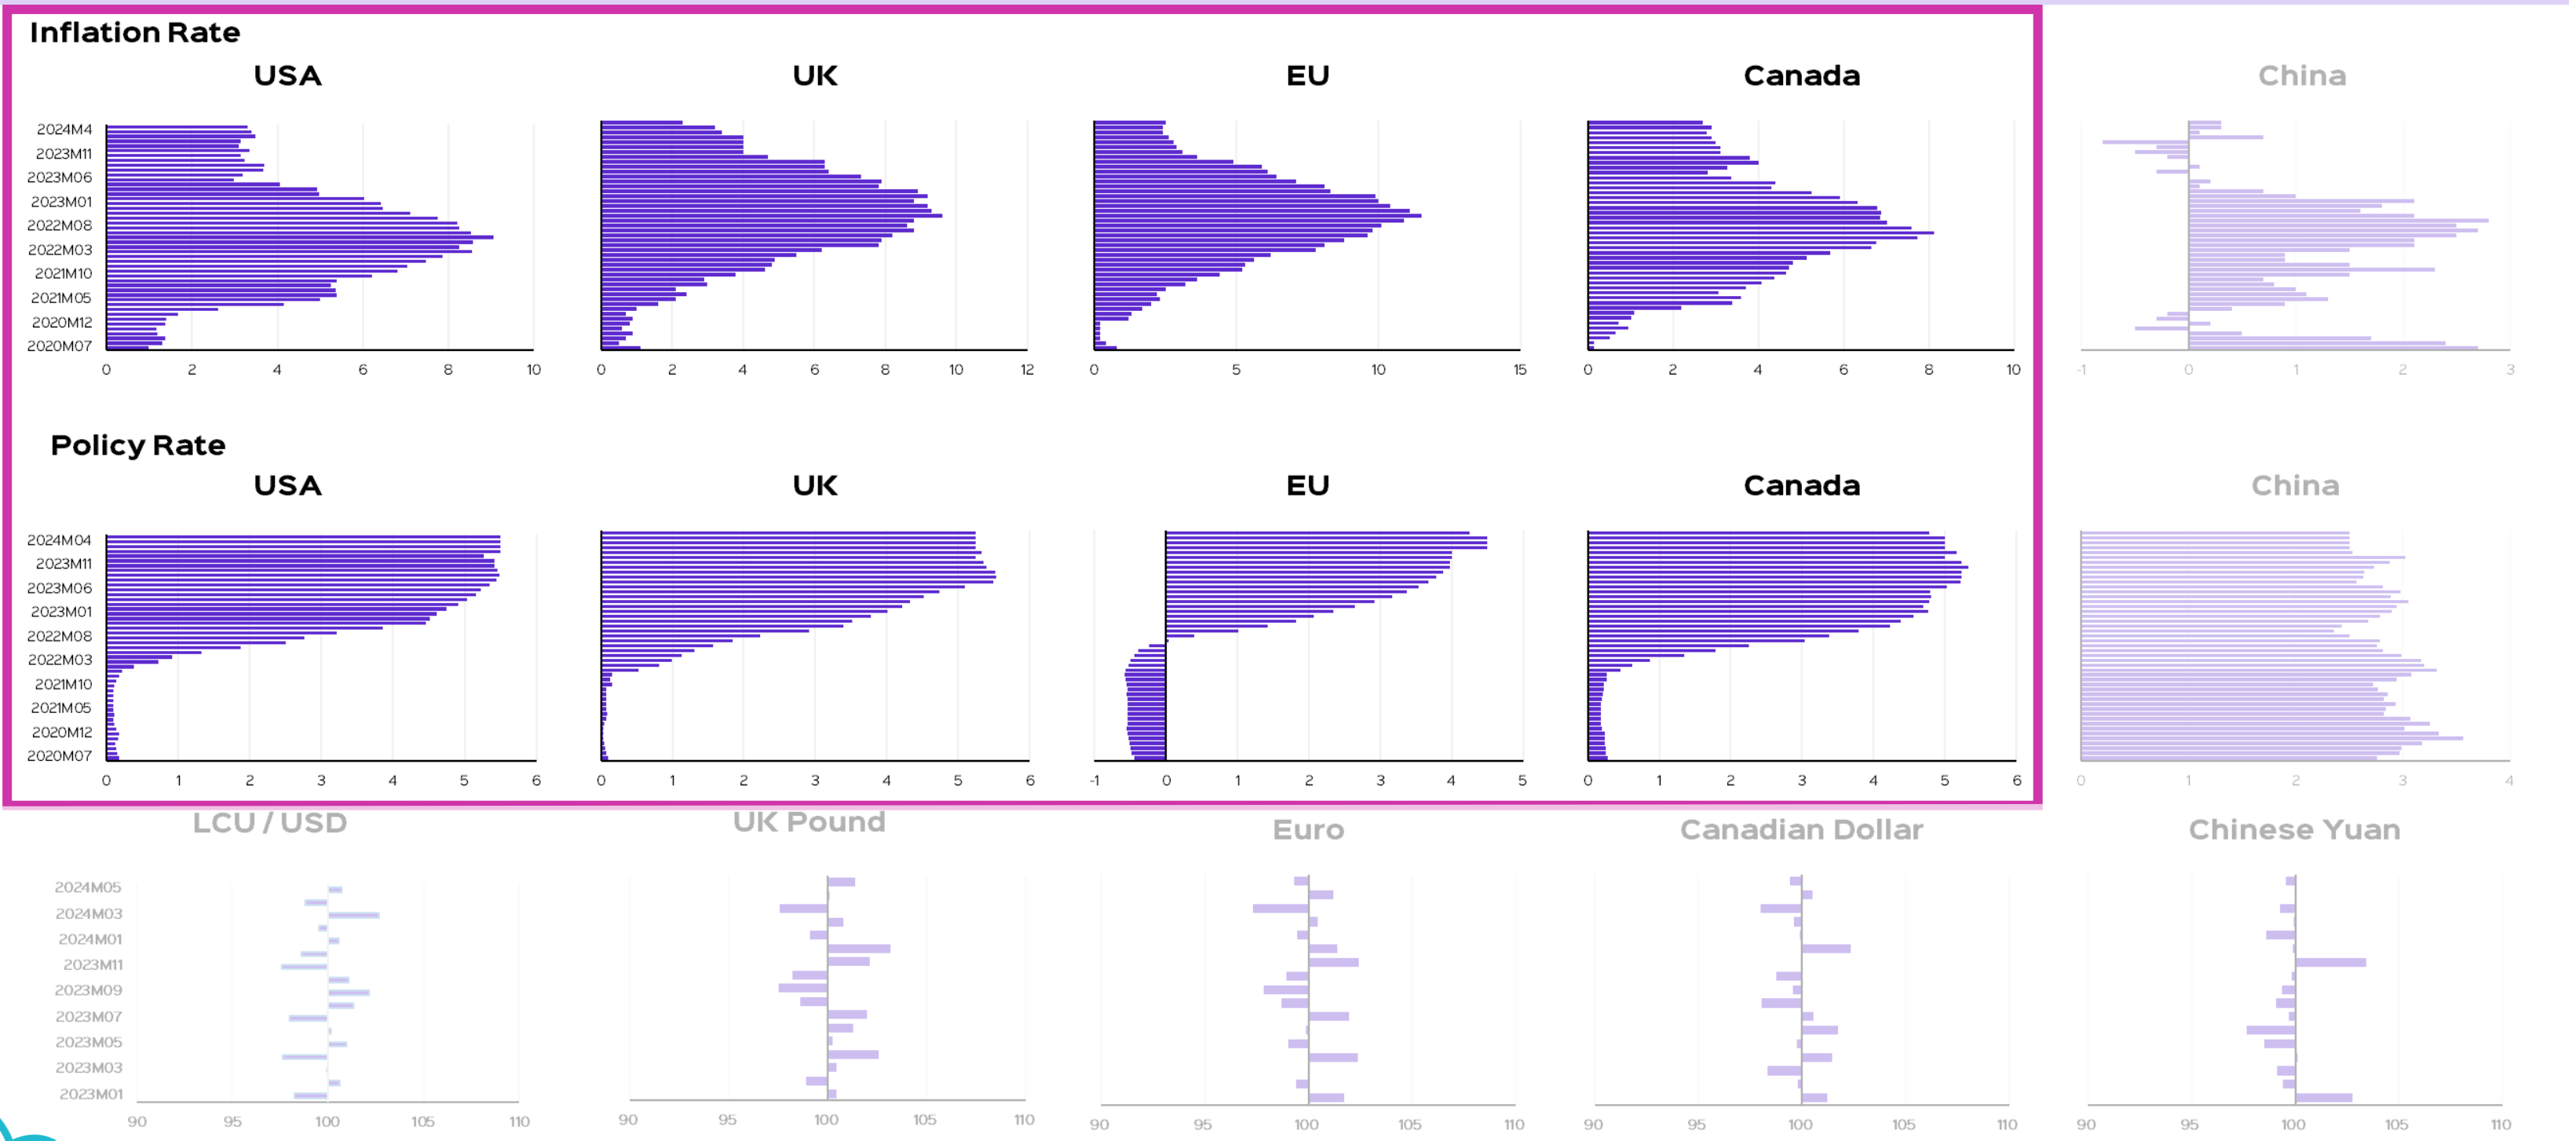 Inflation Rate
USA
UK
EU
Canada
China
2024M4
2023M11
2023M06
2023M01
2022M08
2022M03
2021M10
2021M05
2020M12
2020M07
0 2 4 6 8 10
0 2 4 6 8 10 12
0 5 10 15
0 2 4 6 8 10
-1 0 1 2 3
Policy Rate
USA
UK
EU
Canada
China
2024M04
2023M11
2023M06
2023M01
2022M08
2022M03
2021M10
2021M05
2020M12
2020M07
0 1 2 3 4 5 6
0 1 2 3 4 5 6
-1 0 1 2 3 4 5
0 1 2 3 4 5 6
0 1 2 3 4
LCU / USD
UK Pound
Euro
Canadian Dollar
Chinese Yuan
2024M05
2024M03
2024M01
2023M11
2023M09
2023M07
2023M05
2023M03
2023M01
90 95 100 105 110
90 95 100 105 110
90 95 100 105 110
90 95 100 105 110
90 95 100 105 110